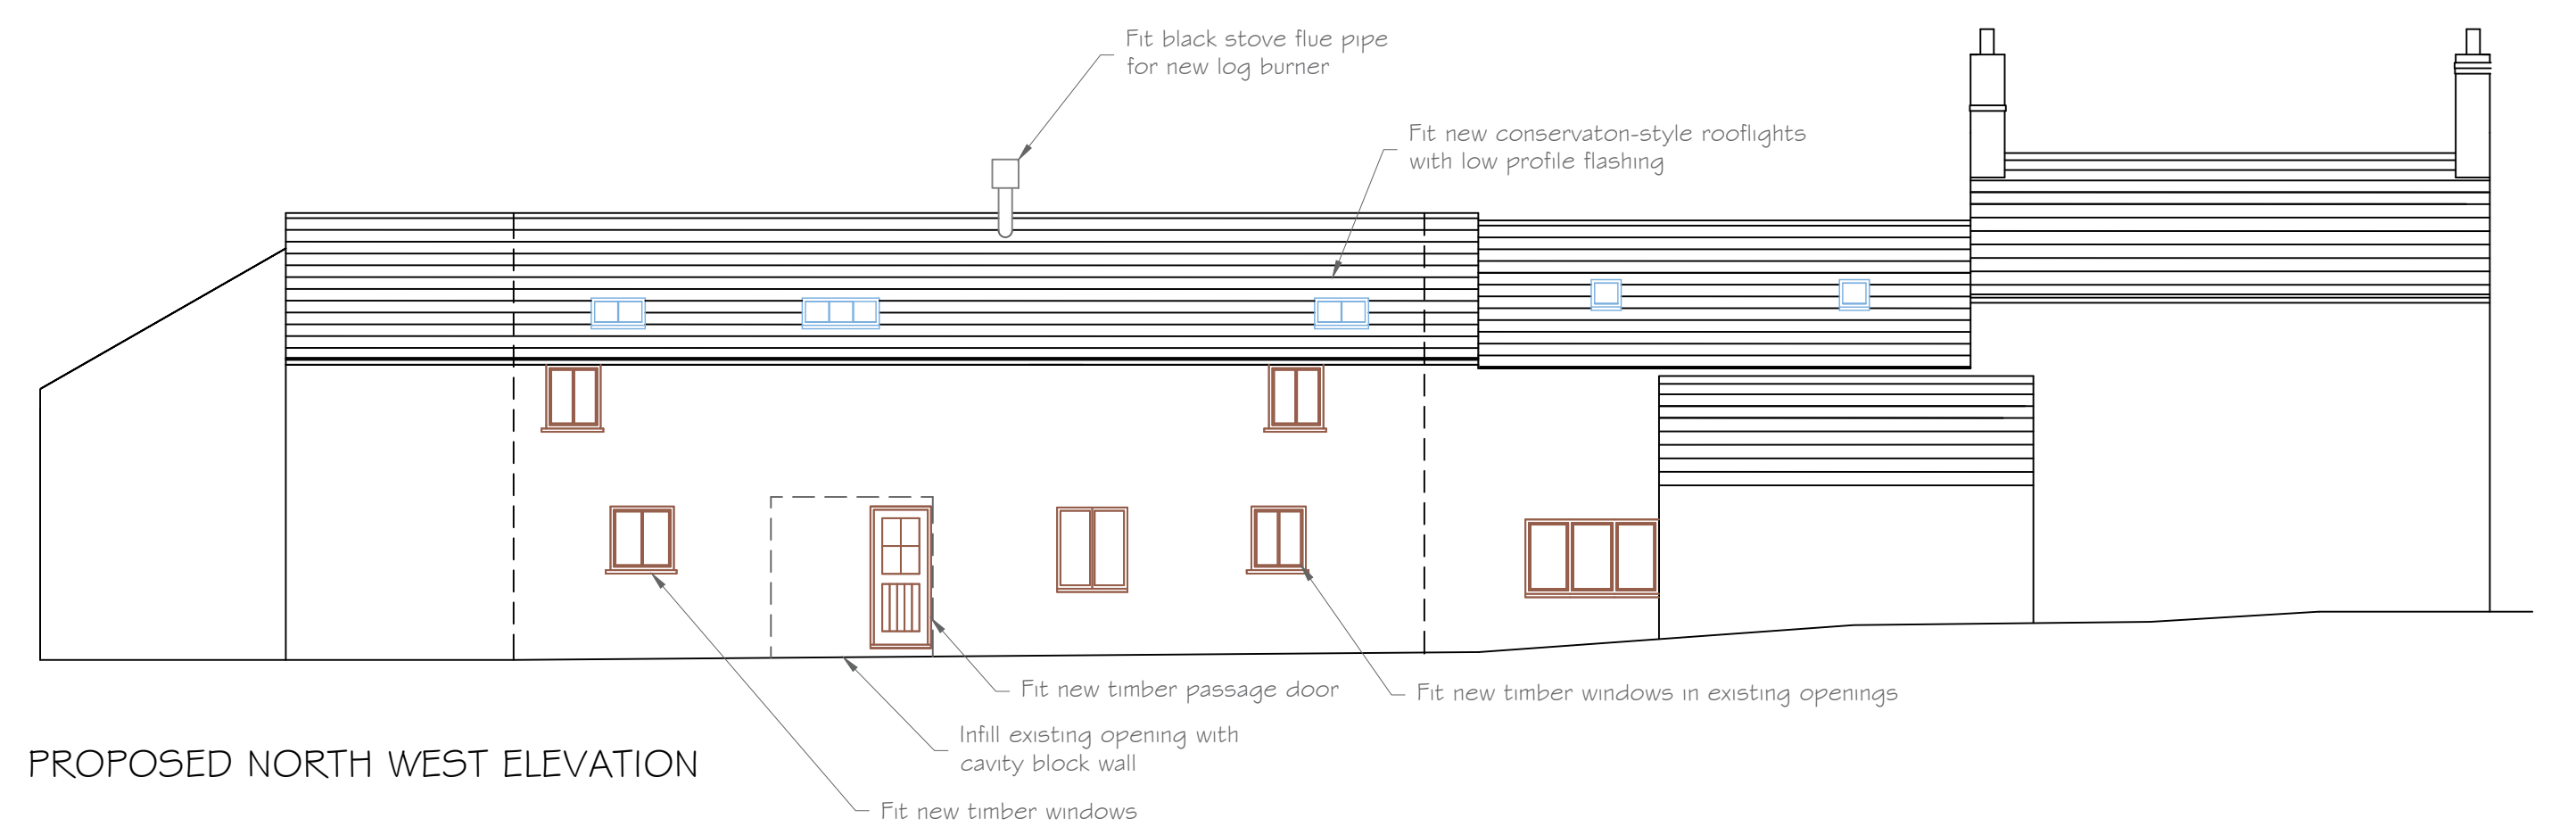 Fit black stove flue pipe
for new log burner
Fit new conservaton-style rooflights
with low profile flashing
Fit new timber passage door
Fit new timber windows in existing openings
Infill existing opening with
cavity block wall
PROPOSED NORTH WEST ELEVATION
Fit new timber windows